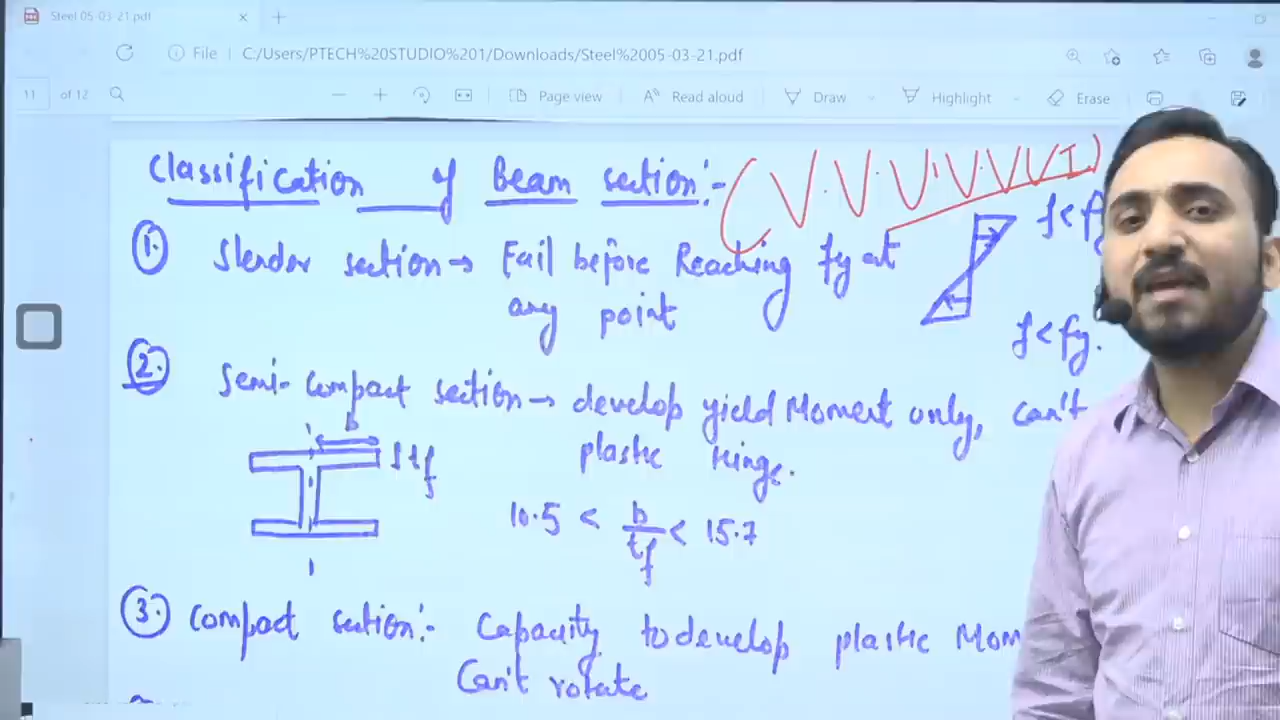 Steel 05-03-21.pdf
File C:/Users/PTECH%20STUDIO%201/Downloads/Steel%2005-03-21.pdf
11 of 12 Page view Read aloud Draw Highlight Erase
Classification of Beam section:- (V.V.V.V.V.V.I.)
1. Slender section → Fail before Reaching fy at
any point
f < fy
f < fy.
2. Semi-compact section → develop yield Moment only, can't
plastic hinge.
b
tf
10.5 < b/tf < 15.7
3. Compact section:- Capacity to develop plastic Mom
Can't rotate